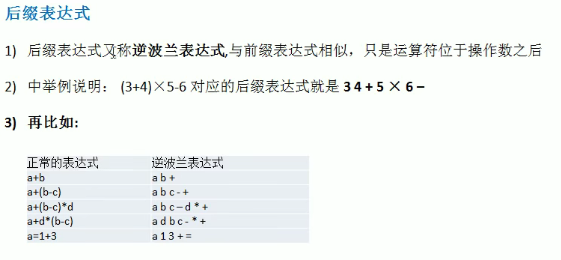 后缀表达式
1) 后缀表达式又称逆波兰表达式,与前缀表达式相似，只是运算符位于操作数之后
2) 中举例说明： (3+4)×5-6 对应的后缀表达式就是 3 4 + 5 × 6 –
3) 再比如:
正常的表达式 逆波兰表达式
a+b a b +
a+(b-c) a b c - +
a+(b-c)*d a b c – d * +
a+d*(b-c) a d b c - * +
a=1+3 a 1 3 + =